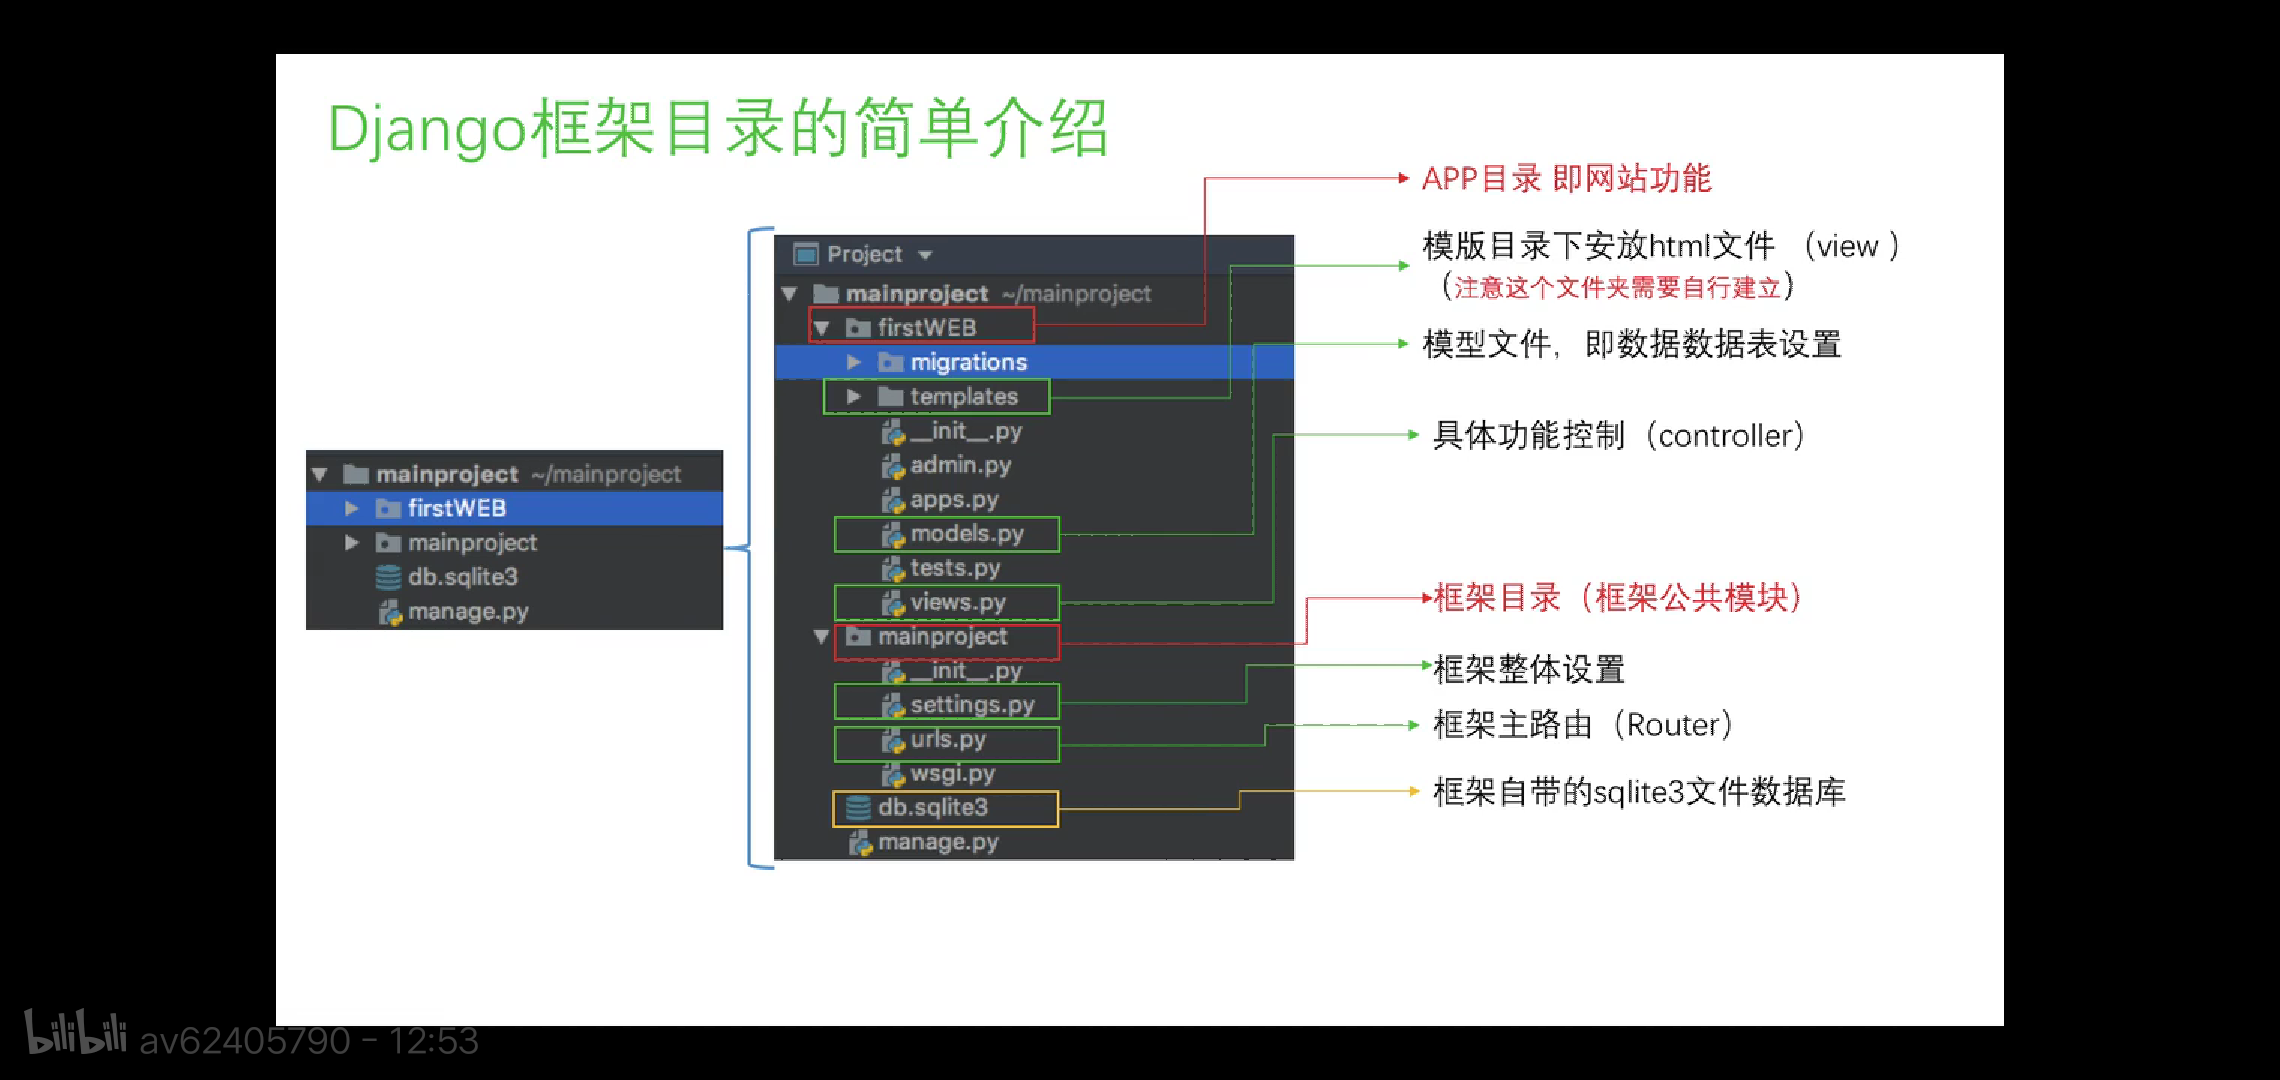 Django框架目录的简单介绍
mainproject ~/mainproject
firstWEB
mainproject
db.sqlite3
manage.py
Project
mainproject ~/mainproject
firstWEB
migrations
templates
__init__.py
admin.py
apps.py
models.py
tests.py
views.py
mainproject
__init__.py
settings.py
urls.py
wsgi.py
db.sqlite3
manage.py
APP目录 即网站功能
模版目录下安放html文件 （view ）
（注意这个文件夹需要自行建立）
模型文件，即数据数据表设置
具体功能控制（controller）
框架目录（框架公共模块）
框架整体设置
框架主路由（Router）
框架自带的sqlite3文件数据库
bilibili av62405790 - 12:53